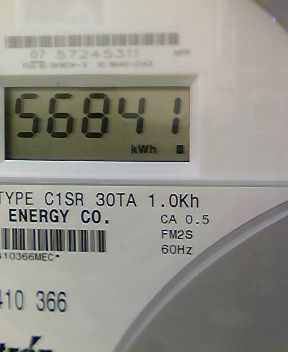 07 57245311
56841
kWh
TYPE C1SR 30TA 1.0Kh
ENERGY CO.
CA 0.5
FM2S
60Hz
410366MEC*
410 366